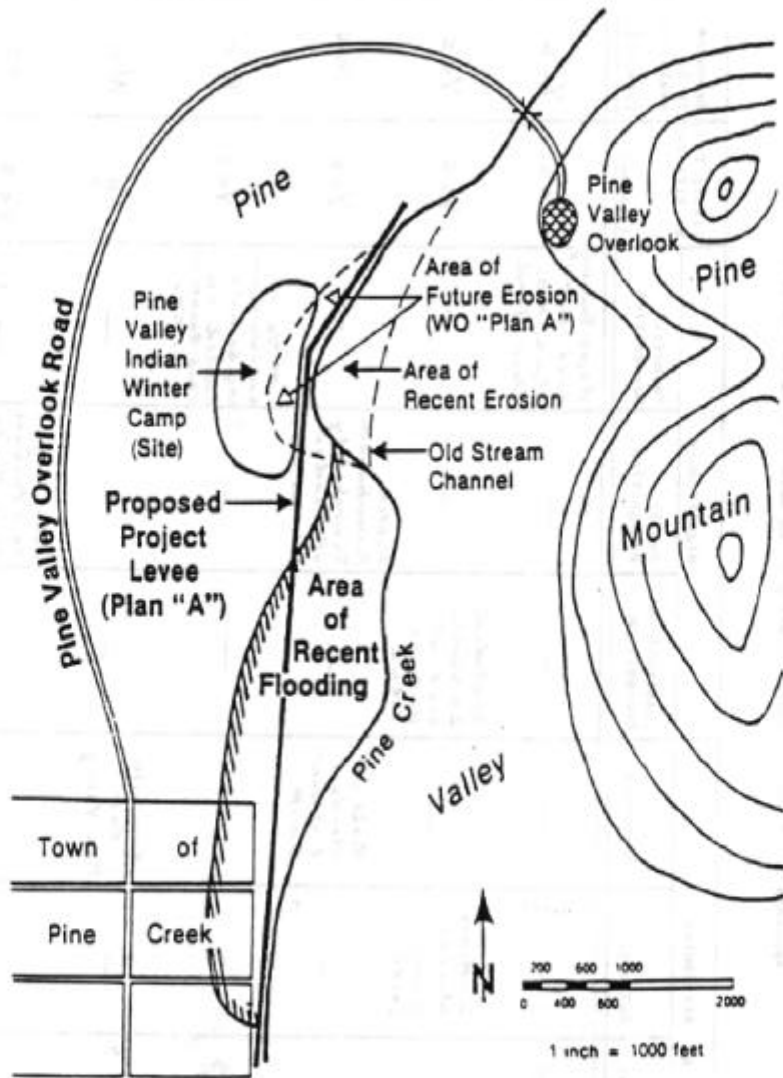 Pine
Pine
Valley
Overlook
Pine
Area of
Future Erosion
(WO "Plan A")
Pine
Valley
Indian
Winter
Camp
(Site)
Area of
Recent Erosion
Old Stream
Channel
Mountain
Pine Valley Overlook Road
Proposed
Project
Levee
(Plan "A")
Area
of
Recent
Flooding
Pine Creek
Valley
Town of
Pine Creek
N
200 600 1000
0 400 800 2000
1 inch = 1000 feet